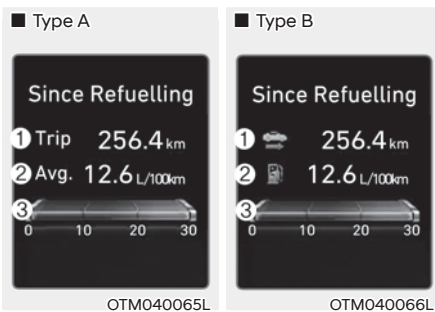 ■ Type A
Since Refuelling
① Trip 256.4 km
② Avg. 12.6 L/100km
③
0 10 20 30
OTM040065L
■ Type B
Since Refuelling
① 256.4 km
② 12.6 L/100km
③
0 10 20 30
OTM040066L